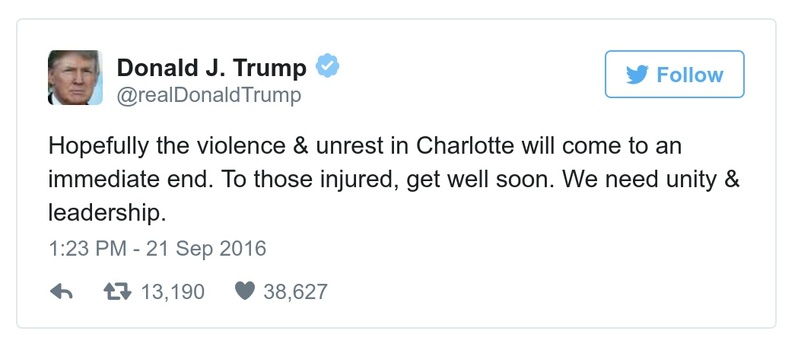 Donald J. Trump
@realDonaldTrump
Follow
Hopefully the violence & unrest in Charlotte will come to an
immediate end. To those injured, get well soon. We need unity &
leadership.
1:23 PM - 21 Sep 2016
13,190 38,627